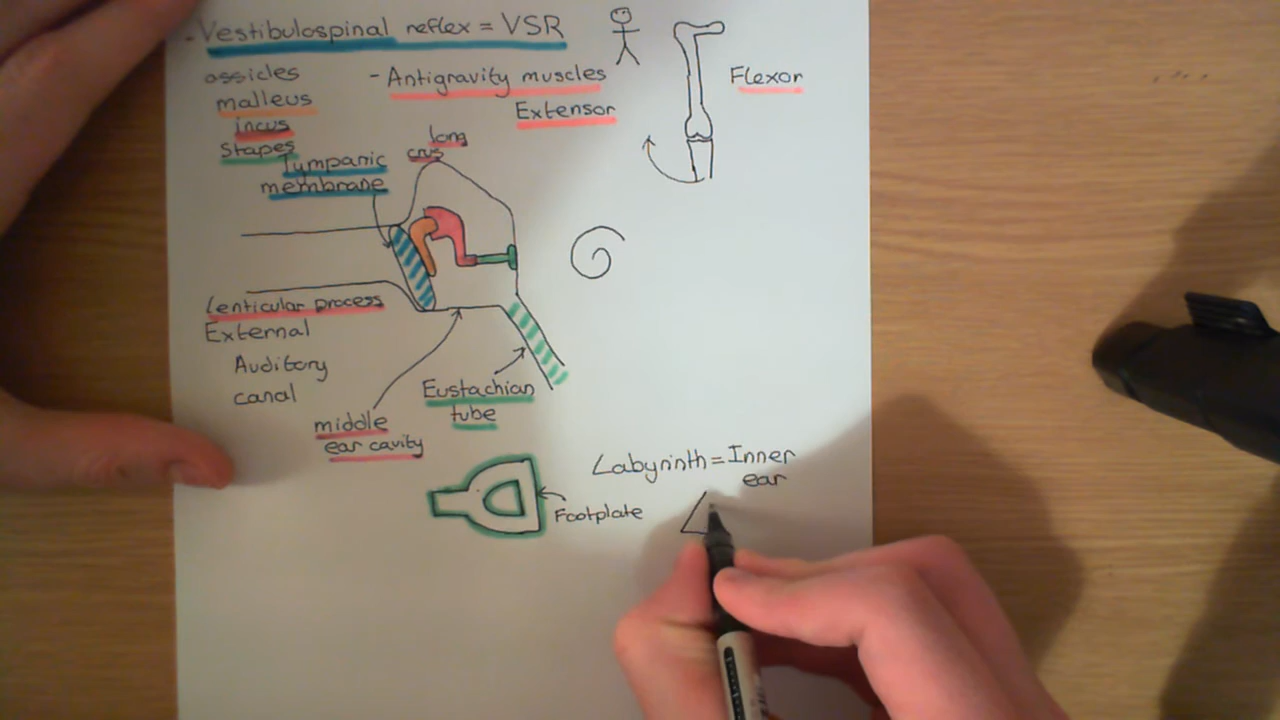 - Vestibulospinal reflex = VSR
ossicles
malleus
incus
stapes
- Antigravity muscles
Extensor
Flexor
long
crus
Tympanic
membrane
Lenticular process
External
Auditory
canal
middle
ear cavity
Eustachian
tube
Footplate
Labyrinth = Inner
ear